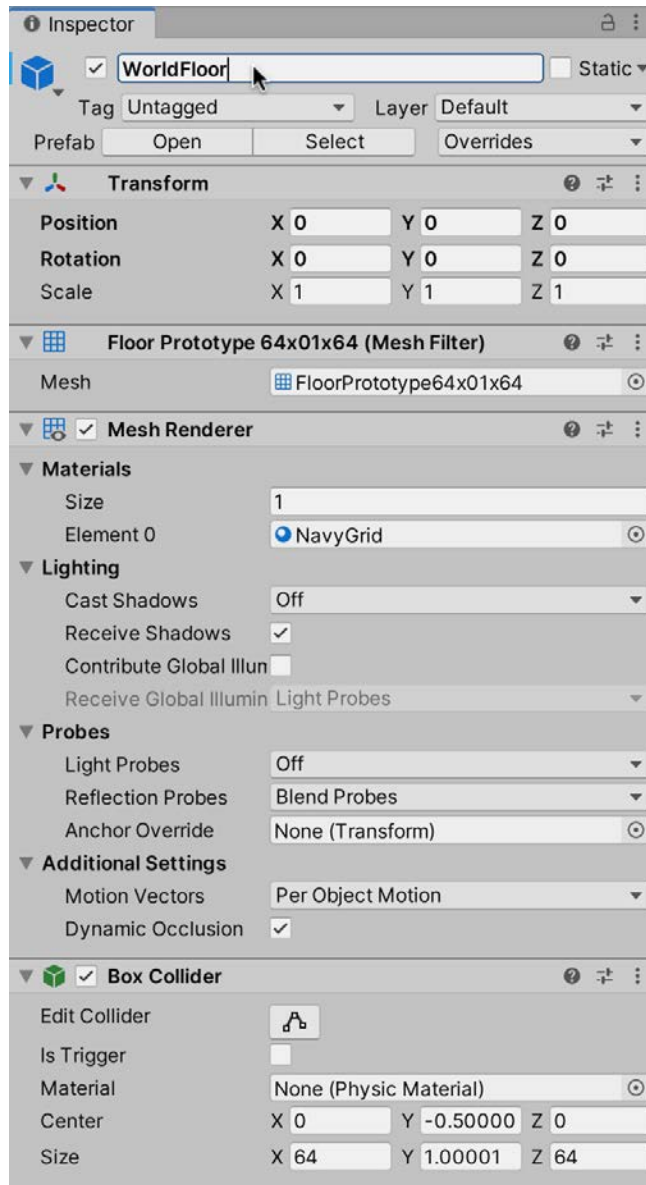 Inspector
WorldFloor Static
Tag Untagged Layer Default
Prefab Open Select Overrides
Transform
Position X 0 Y 0 Z 0
Rotation X 0 Y 0 Z 0
Scale X 1 Y 1 Z 1
Floor Prototype 64x01x64 (Mesh Filter)
Mesh FloorPrototype64x01x64
Mesh Renderer
Materials
Size 1
Element 0 NavyGrid
Lighting
Cast Shadows Off
Receive Shadows
Contribute Global Illun
Receive Global Illumin Light Probes
Probes
Light Probes Off
Reflection Probes Blend Probes
Anchor Override None (Transform)
Additional Settings
Motion Vectors Per Object Motion
Dynamic Occlusion
Box Collider
Edit Collider
Is Trigger
Material None (Physic Material)
Center X 0 Y -0.50000 Z 0
Size X 64 Y 1.00001 Z 64